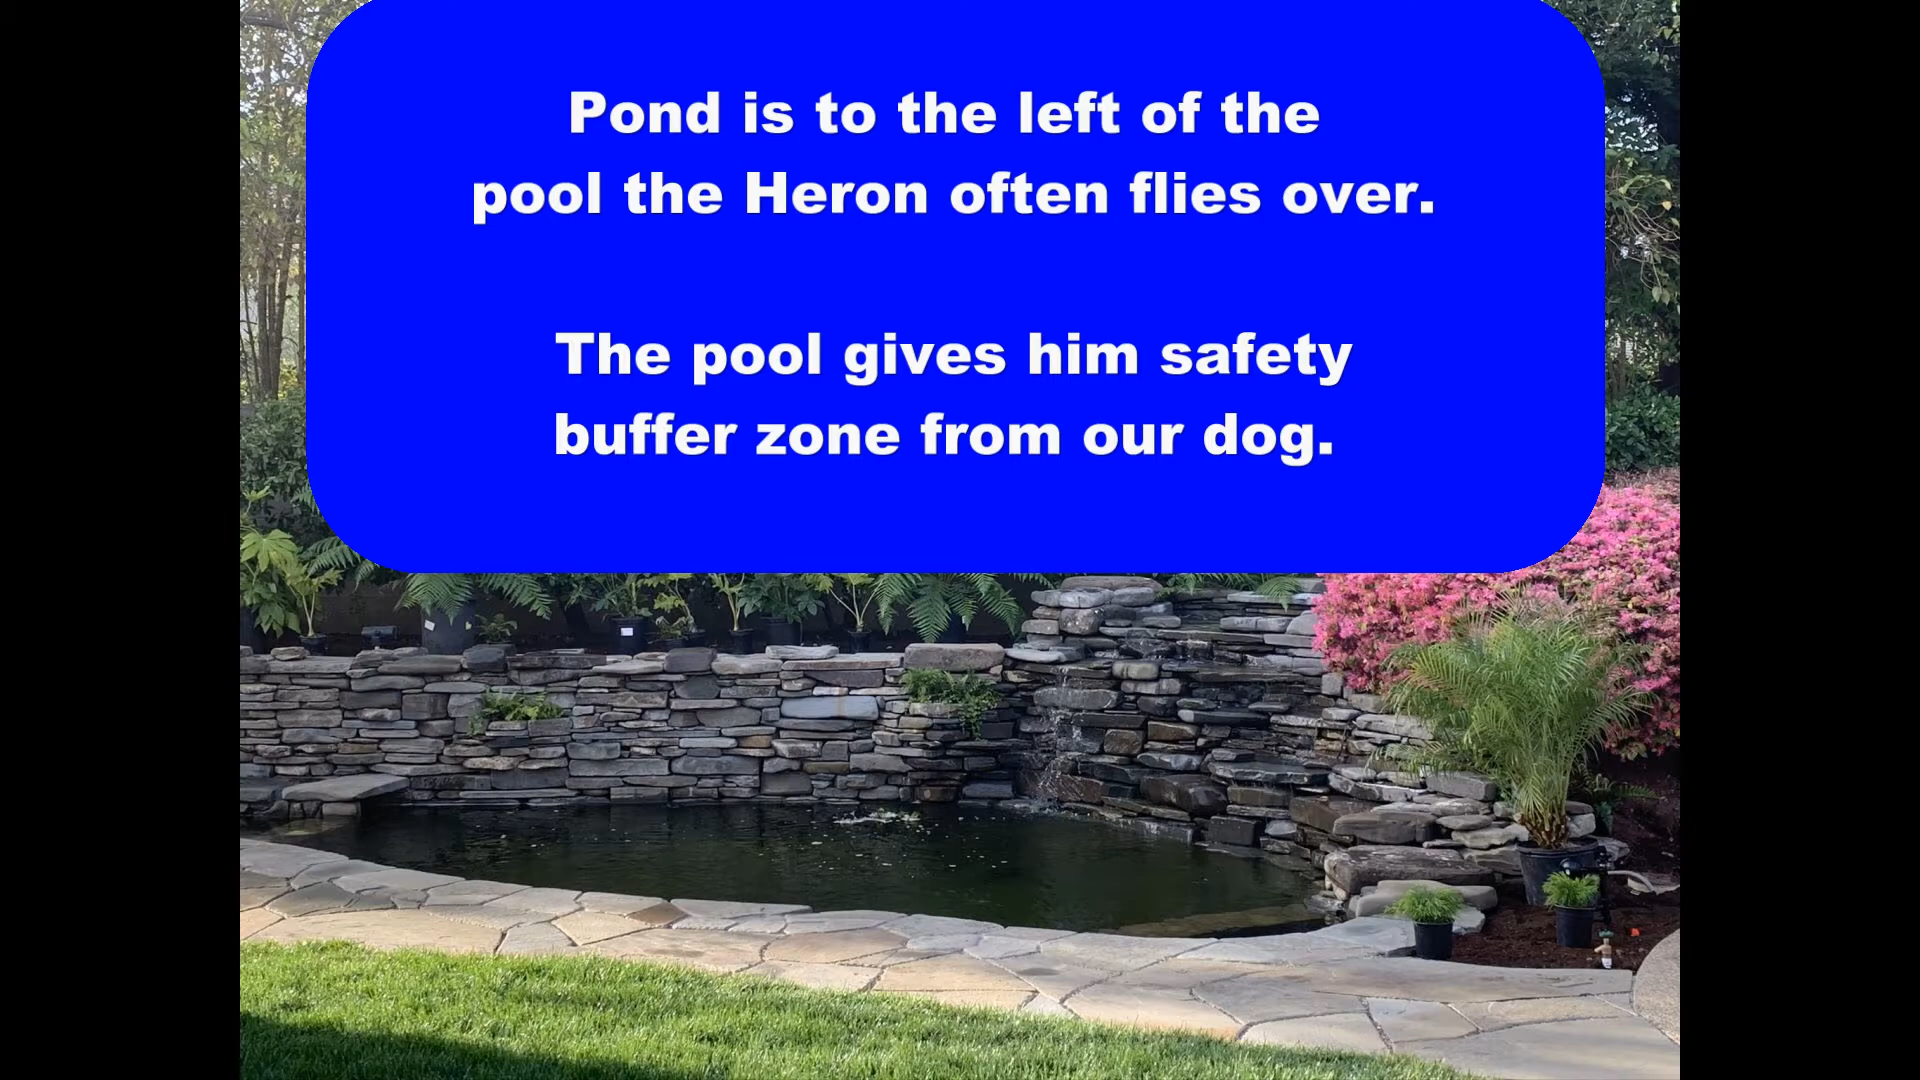 Pond is to the left of the
pool the Heron often flies over.
The pool gives him safety
buffer zone from our dog.